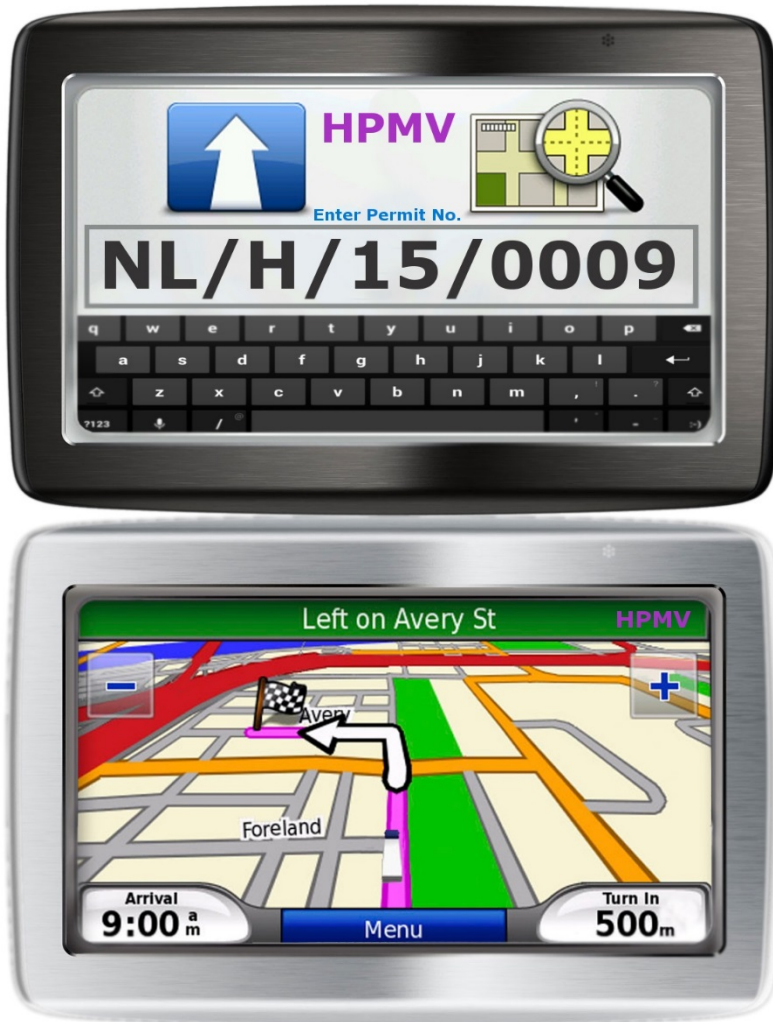 HPMV
Enter Permit No.
NL/H/15/0009
q w e r t y u i o p
a s d f g h j k l
z x c v b n m , ! . ?
?123 / @ ' - :-)
Left on Avery St HPMV
− +
Avery
Foreland
Arrival Turn In
9:00 am 500m
Menu